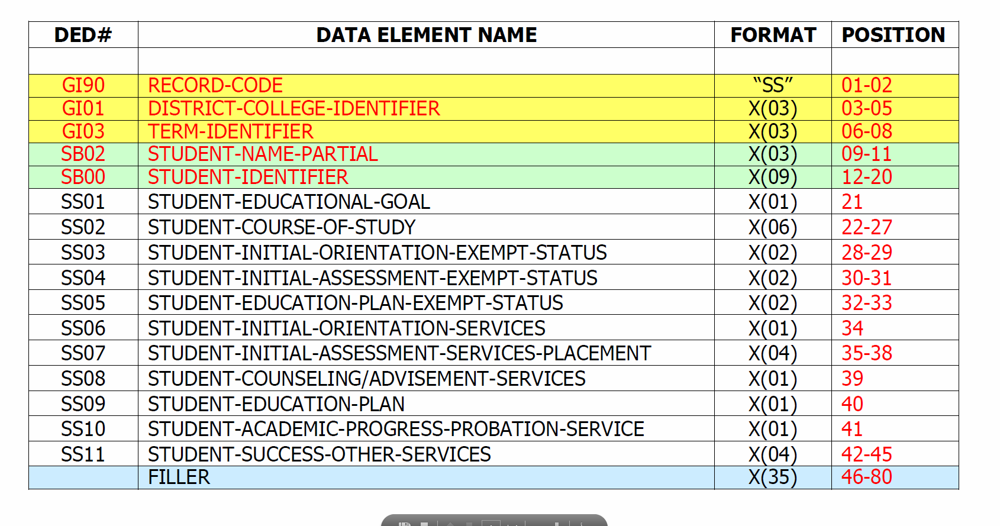 DED# DATA ELEMENT NAME FORMAT POSITION
GI90 RECORD-CODE “SS” 01-02
GI01 DISTRICT-COLLEGE-IDENTIFIER X(03) 03-05
GI03 TERM-IDENTIFIER X(03) 06-08
SB02 STUDENT-NAME-PARTIAL X(03) 09-11
SB00 STUDENT-IDENTIFIER X(09) 12-20
SS01 STUDENT-EDUCATIONAL-GOAL X(01) 21
SS02 STUDENT-COURSE-OF-STUDY X(06) 22-27
SS03 STUDENT-INITIAL-ORIENTATION-EXEMPT-STATUS X(02) 28-29
SS04 STUDENT-INITIAL-ASSESSMENT-EXEMPT-STATUS X(02) 30-31
SS05 STUDENT-EDUCATION-PLAN-EXEMPT-STATUS X(02) 32-33
SS06 STUDENT-INITIAL-ORIENTATION-SERVICES X(01) 34
SS07 STUDENT-INITIAL-ASSESSMENT-SERVICES-PLACEMENT X(04) 35-38
SS08 STUDENT-COUNSELING/ADVISEMENT-SERVICES X(01) 39
SS09 STUDENT-EDUCATION-PLAN X(01) 40
SS10 STUDENT-ACADEMIC-PROGRESS-PROBATION-SERVICE X(01) 41
SS11 STUDENT-SUCCESS-OTHER-SERVICES X(04) 42-45
FILLER X(35) 46-80